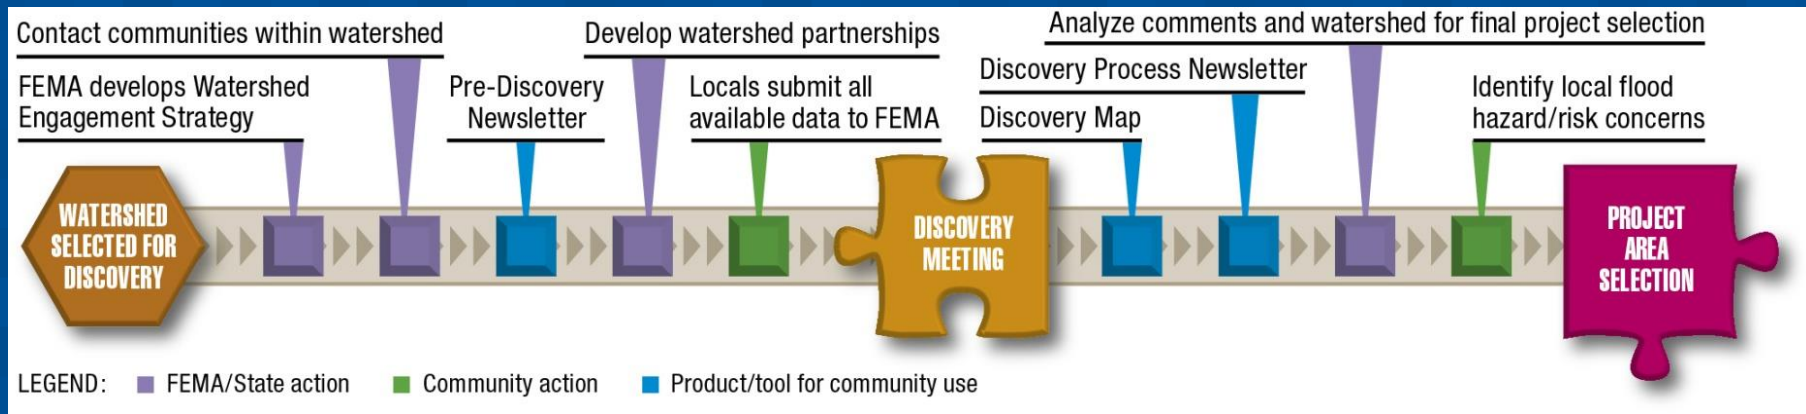 Contact communities within watershed
FEMA develops Watershed
Engagement Strategy
Pre-Discovery
Newsletter
Develop watershed partnerships
Locals submit all
available data to FEMA
Analyze comments and watershed for final project selection
Discovery Process Newsletter
Discovery Map
Identify local flood
hazard/risk concerns
WATERSHED
SELECTED FOR
DISCOVERY
DISCOVERY
MEETING
PROJECT
AREA
SELECTION
LEGEND: FEMA/State action Community action Product/tool for community use